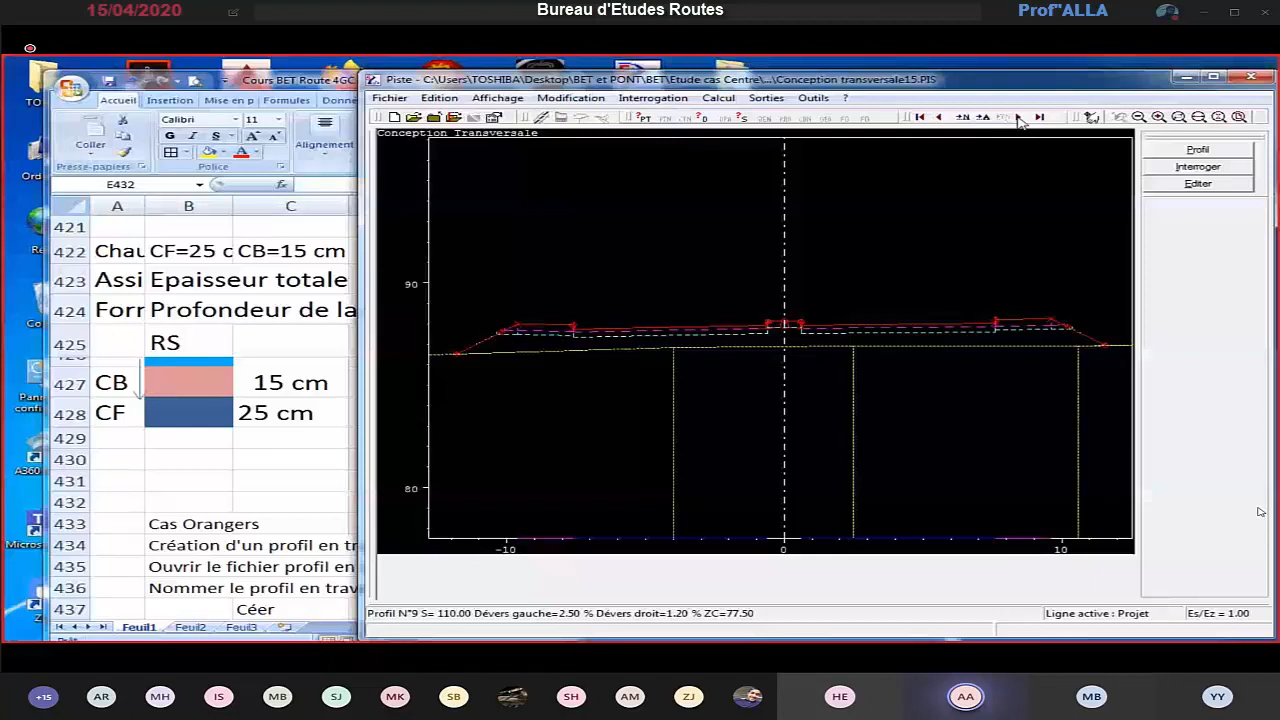 15/04/2020
Bureau d'Etudes Routes
Prof"ALLA
Cours BET Route 4GC
Accueil Insertion Mise en p Formules Donne
Coller
Calibri 11
G I S
Alignement
Presse-papiers Police
E432 fx
A B C
421
422 Chau CF=25 c CB=15 cm
423 Assi Epaisseur totale
424 Forr Profondeur de la
425 RS
427 CB 15 cm
428 CF 25 cm
429
430
431
432
433 Cas Orangers
434 Création d'un profil en tr
435 Ouvrir le fichier profil en
436 Nommer le profil en trav
437 Céer
Feuil1 Feuil2 Feuil3
Piste - C:\Users\TOSHIBA\Desktop\BET et PONT\BET\Etude cas Centre\...\Conception transversale15.PIS
Fichier Edition Affichage Modification Interrogation Calcul Sorties Outils ?
Conception Transversale
Profil
Interroger
Editer
90
80
-10 0 10
Profil N°9 S= 110.00 Dévers gauche=2.50 % Dévers droit=1.20 % ZC=77.50
Ligne active : Projet
Es/Ez = 1.00
+15 AR MH IS MB SJ MK SB SH AM ZJ HE AA MB YY